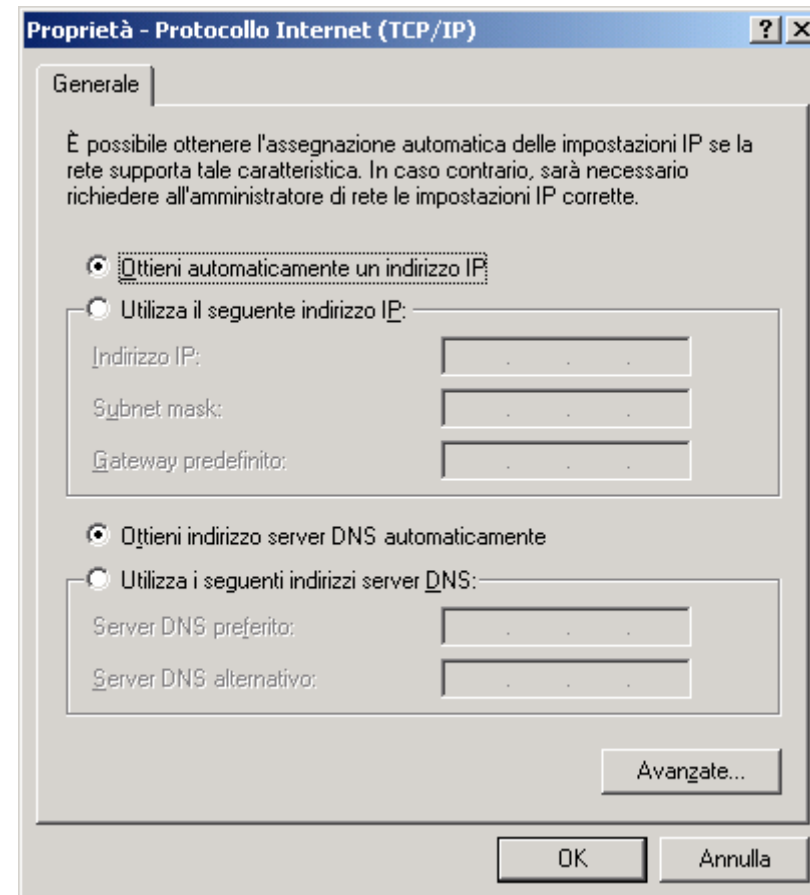 Proprietà - Protocollo Internet (TCP/IP)
Generale
È possibile ottenere l'assegnazione automatica delle impostazioni IP se la
rete supporta tale caratteristica. In caso contrario, sarà necessario
richiedere all'amministratore di rete le impostazioni IP corrette.
Ottieni automaticamente un indirizzo IP
Utilizza il seguente indirizzo IP:
Indirizzo IP:
Subnet mask:
Gateway predefinito:
Ottieni indirizzo server DNS automaticamente
Utilizza i seguenti indirizzi server DNS:
Server DNS preferito:
Server DNS alternativo:
Avanzate...
OK Annulla